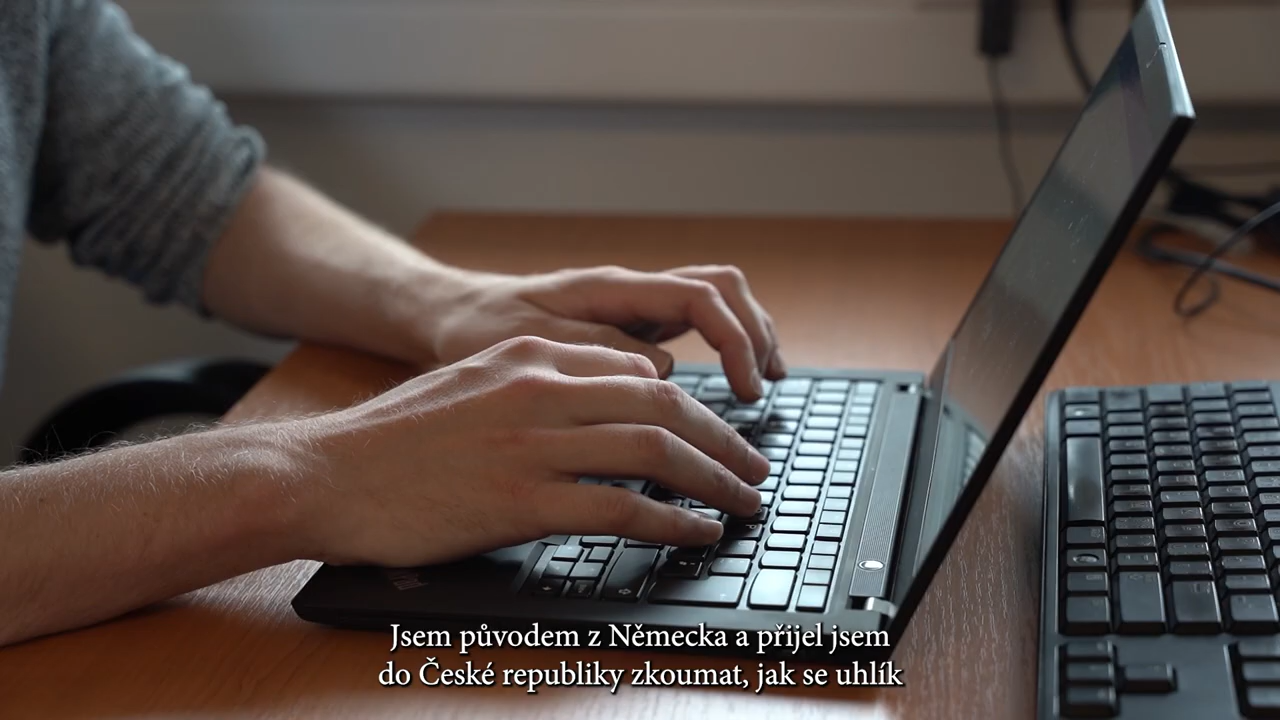 Jsem původem z Německa a přijel jsem
do České republiky zkoumat, jak se uhlík